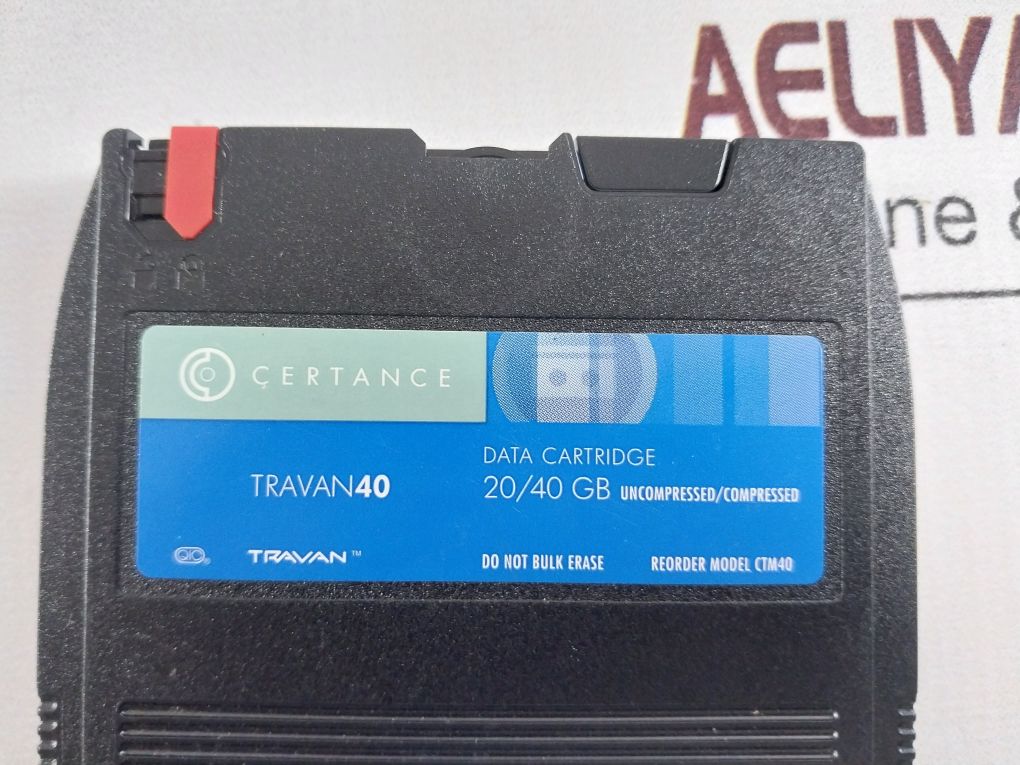 AELIYA
ne &
ÇERTANCE
TRAVAN40
DATA CARTRIDGE
20/40 GB UNCOMPRESSED/COMPRESSED
QIC®
TRAVAN™
DO NOT BULK ERASE
REORDER MODEL CTM40